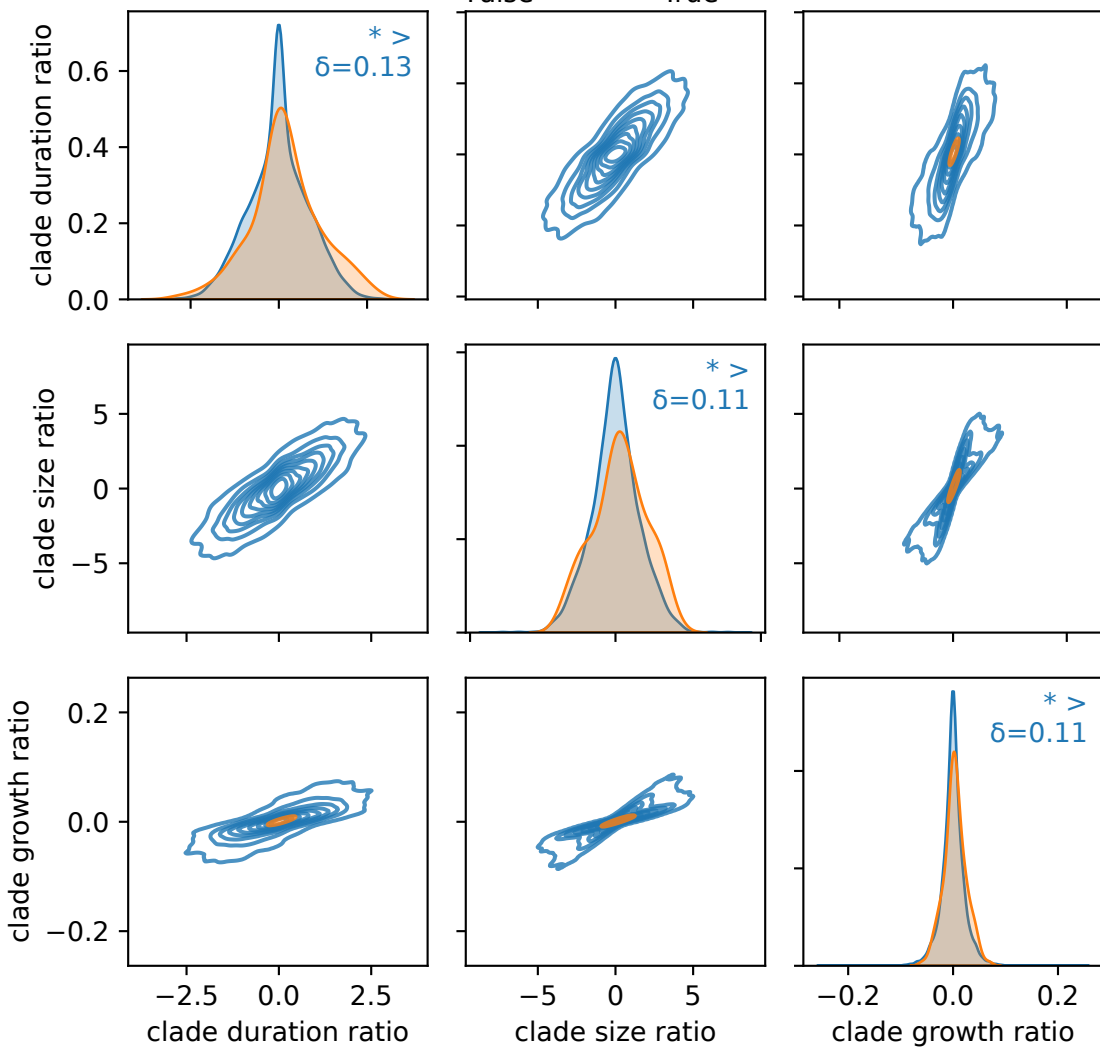 clade duration ratio
0.6
0.4
0.2
0.0
* >
δ=0.13
clade size ratio
5
0
−5
* >
δ=0.11
clade growth ratio
0.2
0.0
−0.2
* >
δ=0.11
−2.5
0.0
2.5
−5
0
5
−0.2
0.0
0.2
clade duration ratio
clade size ratio
clade growth ratio